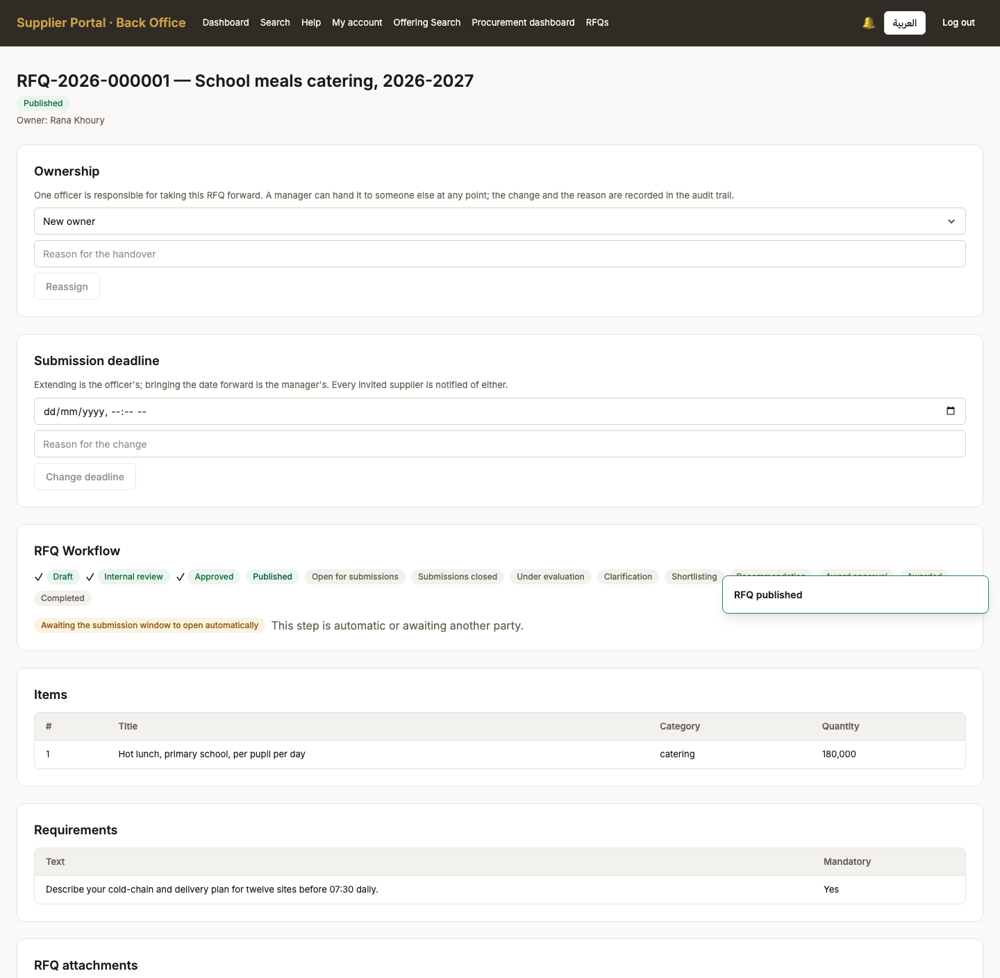 Supplier Portal · Back Office Dashboard Search Help My account Offering Search Procurement dashboard RFQs العربية Log out
RFQ-2026-000001 — School meals catering, 2026-2027
Published
Owner: Rana Khoury
Ownership
One officer is responsible for taking this RFQ forward. A manager can hand it to someone else at any point; the change and the reason are recorded in the audit trail.
New owner
Reason for the handover
Reassign
Submission deadline
Extending is the officer's; bringing the date forward is the manager's. Every invited supplier is notified of either.
dd/mm/yyyy, --:-- --
Reason for the change
Change deadline
RFQ Workflow
✓ Draft ✓ Internal review ✓ Approved Published Open for submissions Submissions closed Under evaluation Clarification Shortlisting Recommendation Award approval Awarded
Completed
RFQ published
Awaiting the submission window to open automatically This step is automatic or awaiting another party.
Items
# Title Category Quantity
1 Hot lunch, primary school, per pupil per day catering 180,000
Requirements
Text Mandatory
Describe your cold-chain and delivery plan for twelve sites before 07:30 daily. Yes
RFQ attachments